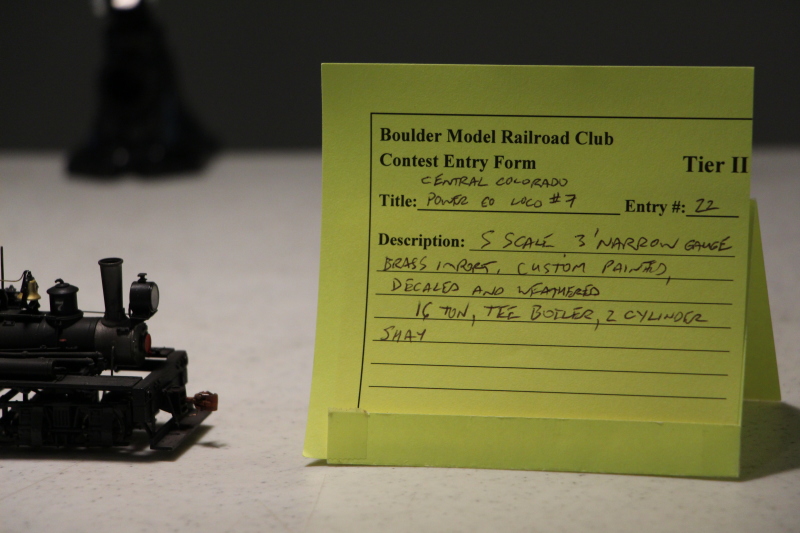 Boulder Model Railroad Club
Contest Entry Form Tier II
CENTRAL COLORADO
Title: POWER CO LOCO #7 Entry #: 22
Description: S SCALE 3' NARROW GAUGE
BRASS IMPORT, CUSTOM PAINTED,
DECALED AND WEATHERED
16 TON, TEE BOILER, 2 CYLINDER
SHAY